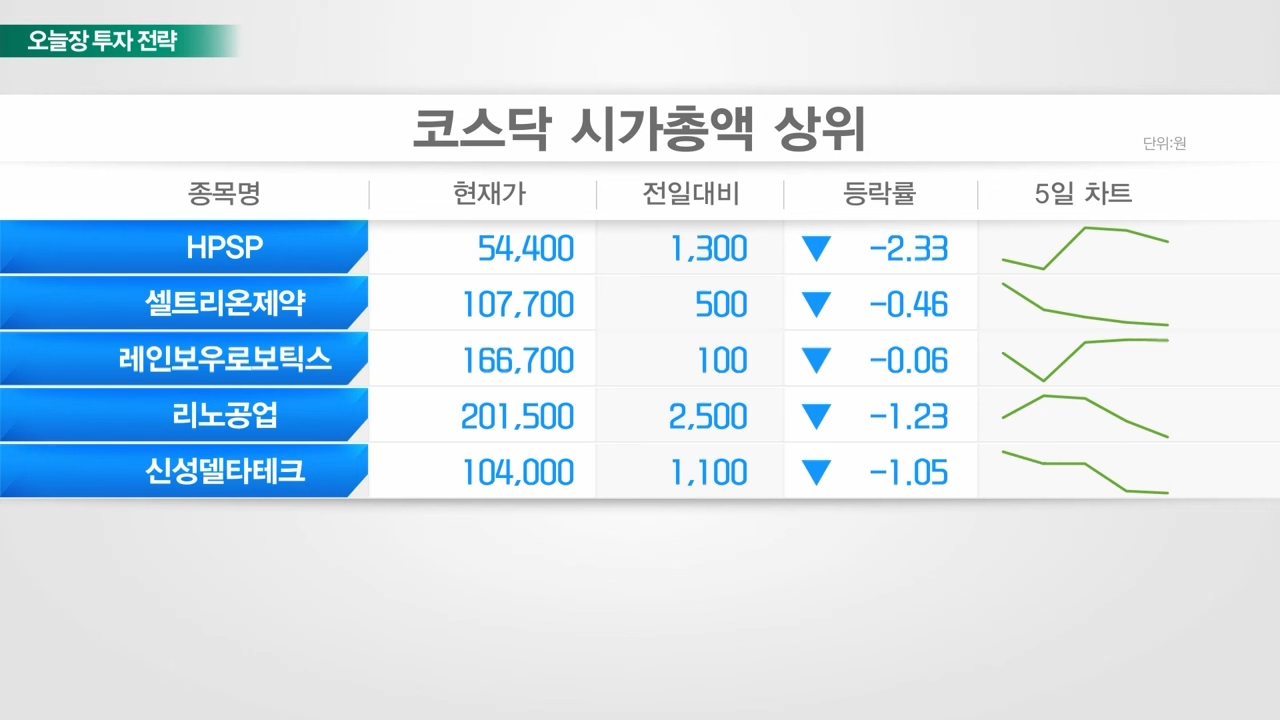 오늘장 투자 전략
코스닥 시가총액 상위
단위:원
종목명 현재가 전일대비 등락률 5일 차트
HPSP 54,400 1,300 ▼ -2.33
셀트리온제약 107,700 500 ▼ -0.46
레인보우로보틱스 166,700 100 ▼ -0.06
리노공업 201,500 2,500 ▼ -1.23
신성델타테크 104,000 1,100 ▼ -1.05